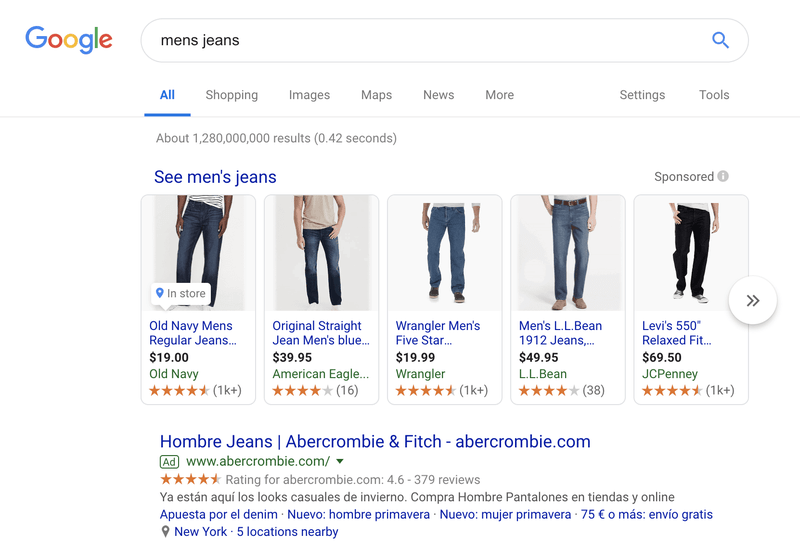 Google
mens jeans
All Shopping Images Maps News More Settings Tools
About 1,280,000,000 results (0.42 seconds)
See men's jeans
Sponsored
In store
Old Navy Mens
Regular Jeans...
$19.00
Old Navy
(1k+)
Original Straight
Jean Men's blue...
$39.95
American Eagle...
(16)
Wrangler Men's
Five Star...
$19.99
Wrangler
(1k+)
Men's L.L.Bean
1912 Jeans,...
$49.95
L.L.Bean
(38)
Levi's 550"
Relaxed Fit...
$69.50
JCPenney
(1k+)
Hombre Jeans | Abercrombie & Fitch - abercrombie.com
Ad www.abercrombie.com/
Rating for abercrombie.com: 4.6 - 379 reviews
Ya están aquí los looks casuales de invierno. Compra Hombre Pantalones en tiendas y online
Apuesta por el denim · Nuevo: hombre primavera · Nuevo: mujer primavera · 75 € o más: envío gratis
New York · 5 locations nearby